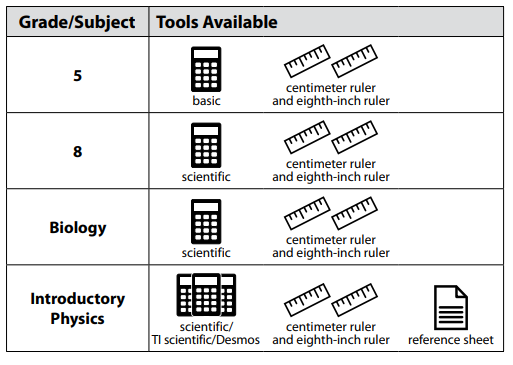 Grade/Subject Tools Available
5
basic
centimeter ruler
and eighth-inch ruler
8
scientific
centimeter ruler
and eighth-inch ruler
Biology
scientific
centimeter ruler
and eighth-inch ruler
Introductory
Physics
scientific/
TI scientific/Desmos
centimeter ruler
and eighth-inch ruler
reference sheet